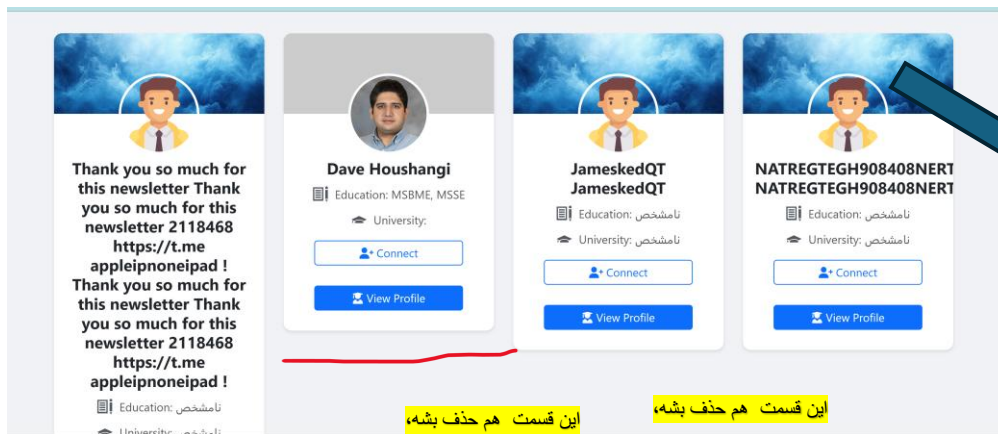 Thank you so much for
this newsletter Thank
you so much for this
newsletter 2118468
https://t.me
appleipnoneipad !
Thank you so much for
this newsletter Thank
you so much for this
newsletter 2118468
https://t.me
appleipnoneipad !
Education: نامشخص
University: نامشخص
Dave Houshangi
Education: MSBME, MSSE
University:
Connect
View Profile
JameskedQT
JameskedQT
Education: نامشخص
University: نامشخص
Connect
View Profile
NATREGTEGH908408NERT
NATREGTEGH908408NERT
Education: نامشخص
University: نامشخص
Connect
View Profile
این قسمت هم حذف بشه،
این قسمت هم حذف بشه،